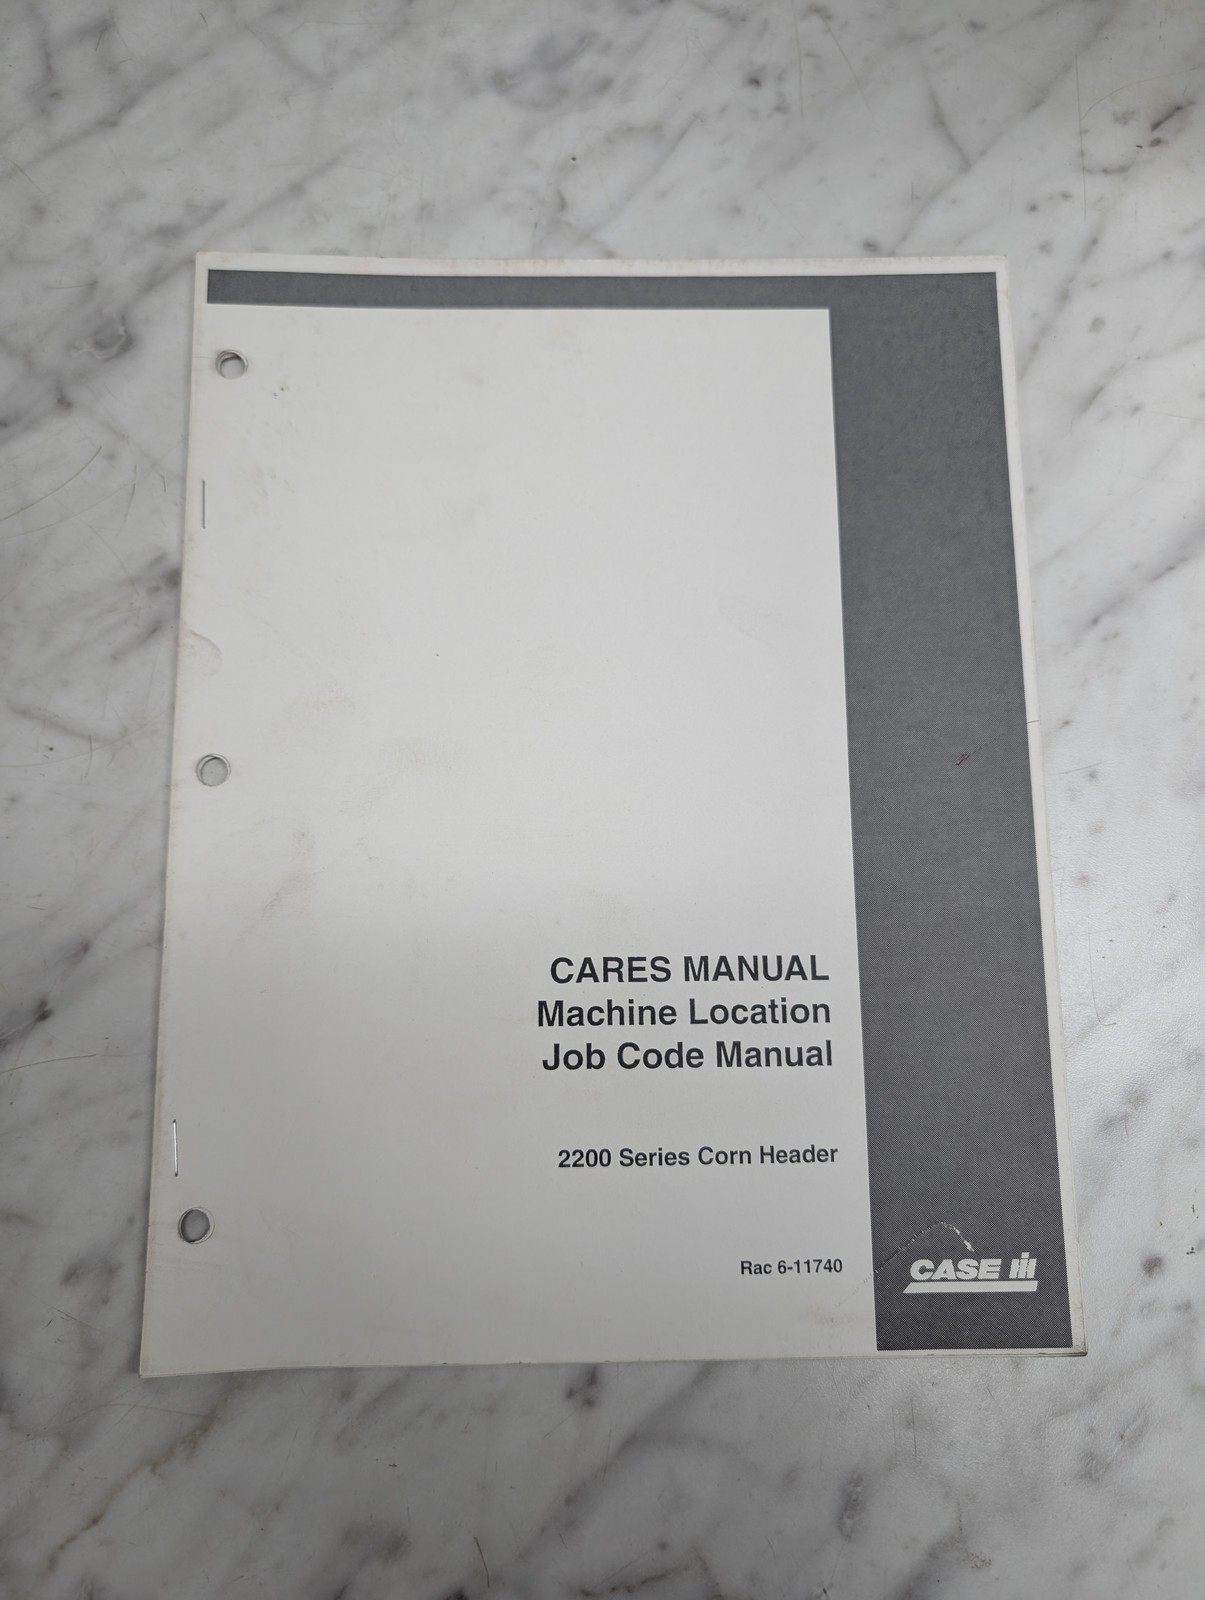 CARES MANUAL
Machine Location
Job Code Manual
2200 Series Corn Header
Rac 6-11740
CASE IH